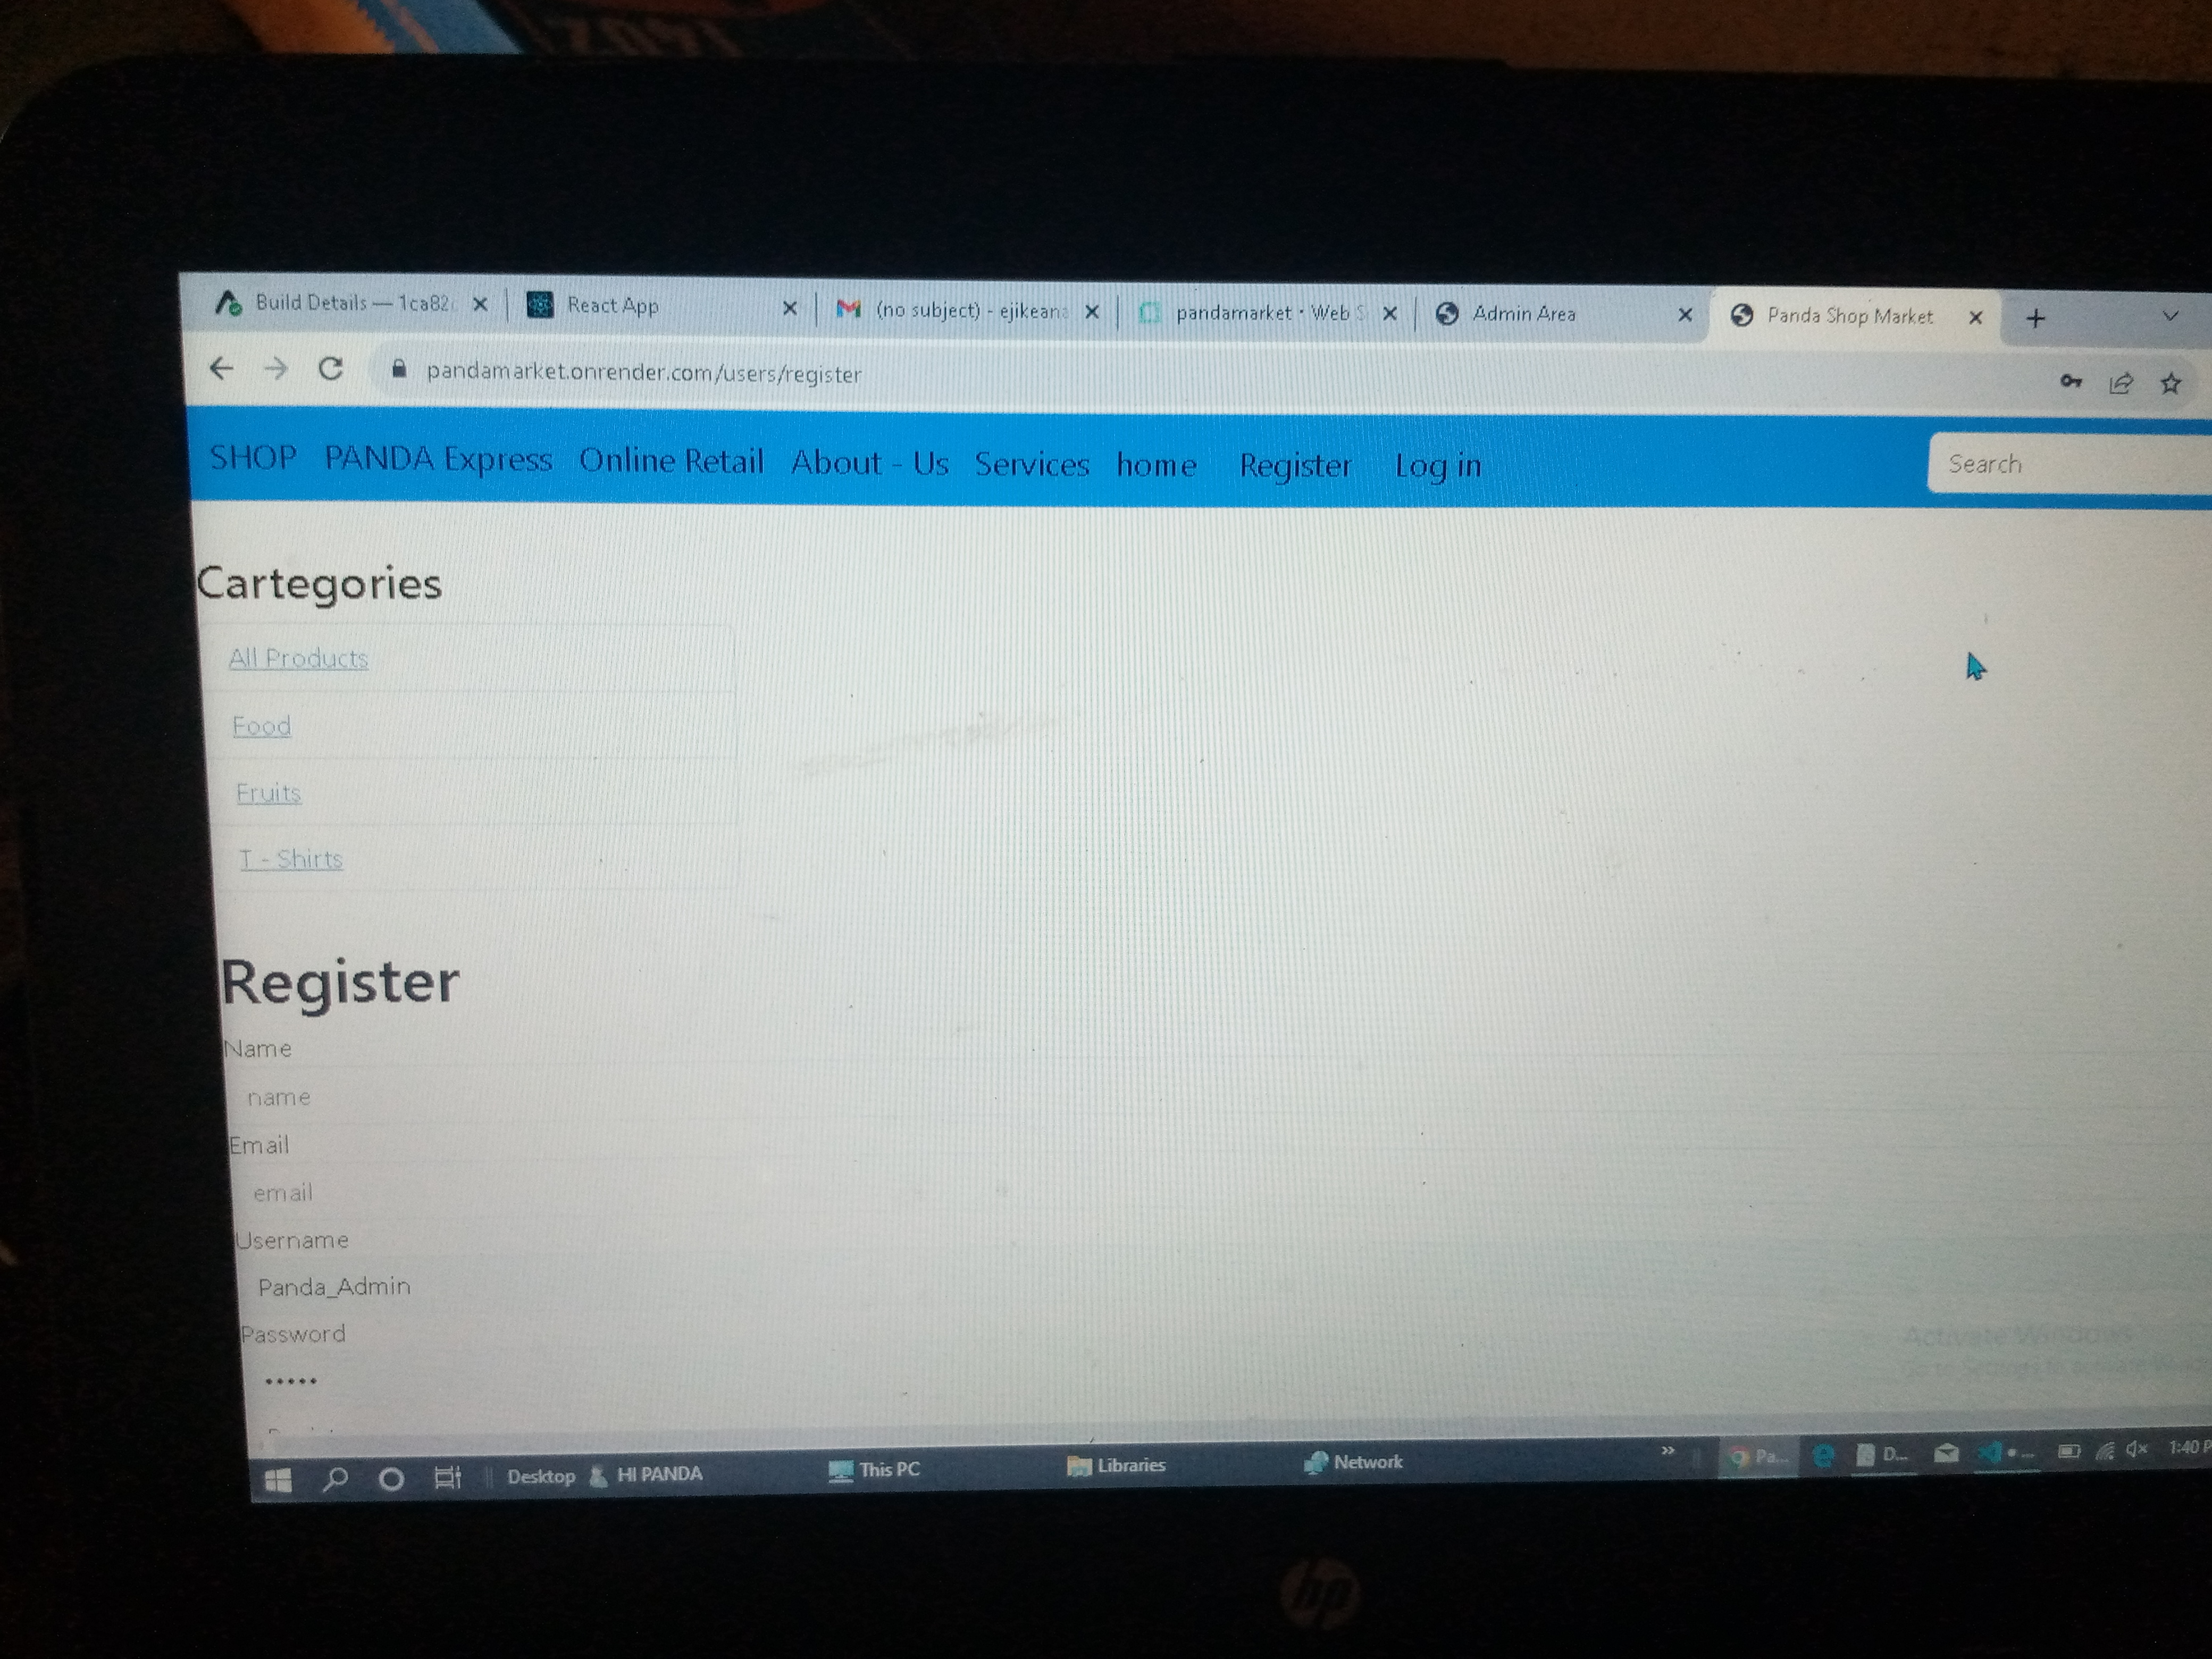 Build Details — 1ca82
React App
(no subject) - ejikeana
pandamarket • Web S
Admin Area
Panda Shop Market
pandamarket.onrender.com/users/register
SHOP PANDA Express Online Retail About - Us Services home Register Log in
Search
Cartegories
All Products
Food
Fruits
T - Shirts
Register
Name
name
Email
email
Username
Panda_Admin
Password
•••••
Activate Windows
Desktop
HI PANDA
This PC
Libraries
Network
»
Pa...
D...
1:40 P
hp